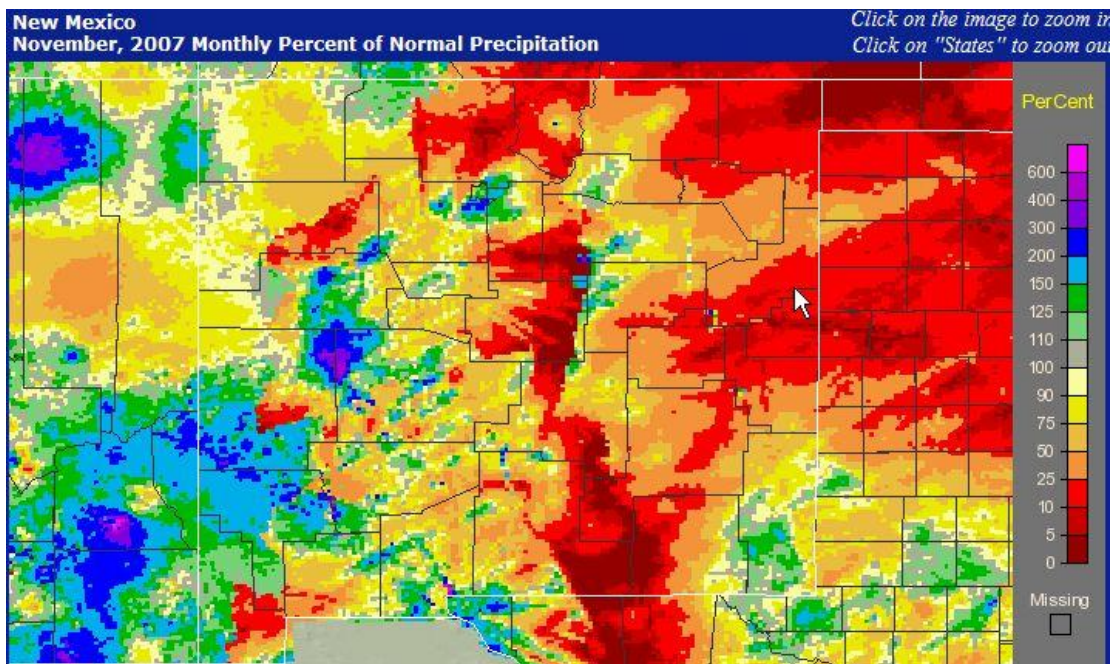 New Mexico
November, 2007 Monthly Percent of Normal Precipitation
Click on the image to zoom in
Click on "States" to zoom out
PerCent
600
400
300
200
150
125
110
100
90
75
50
25
10
5
0
Missing